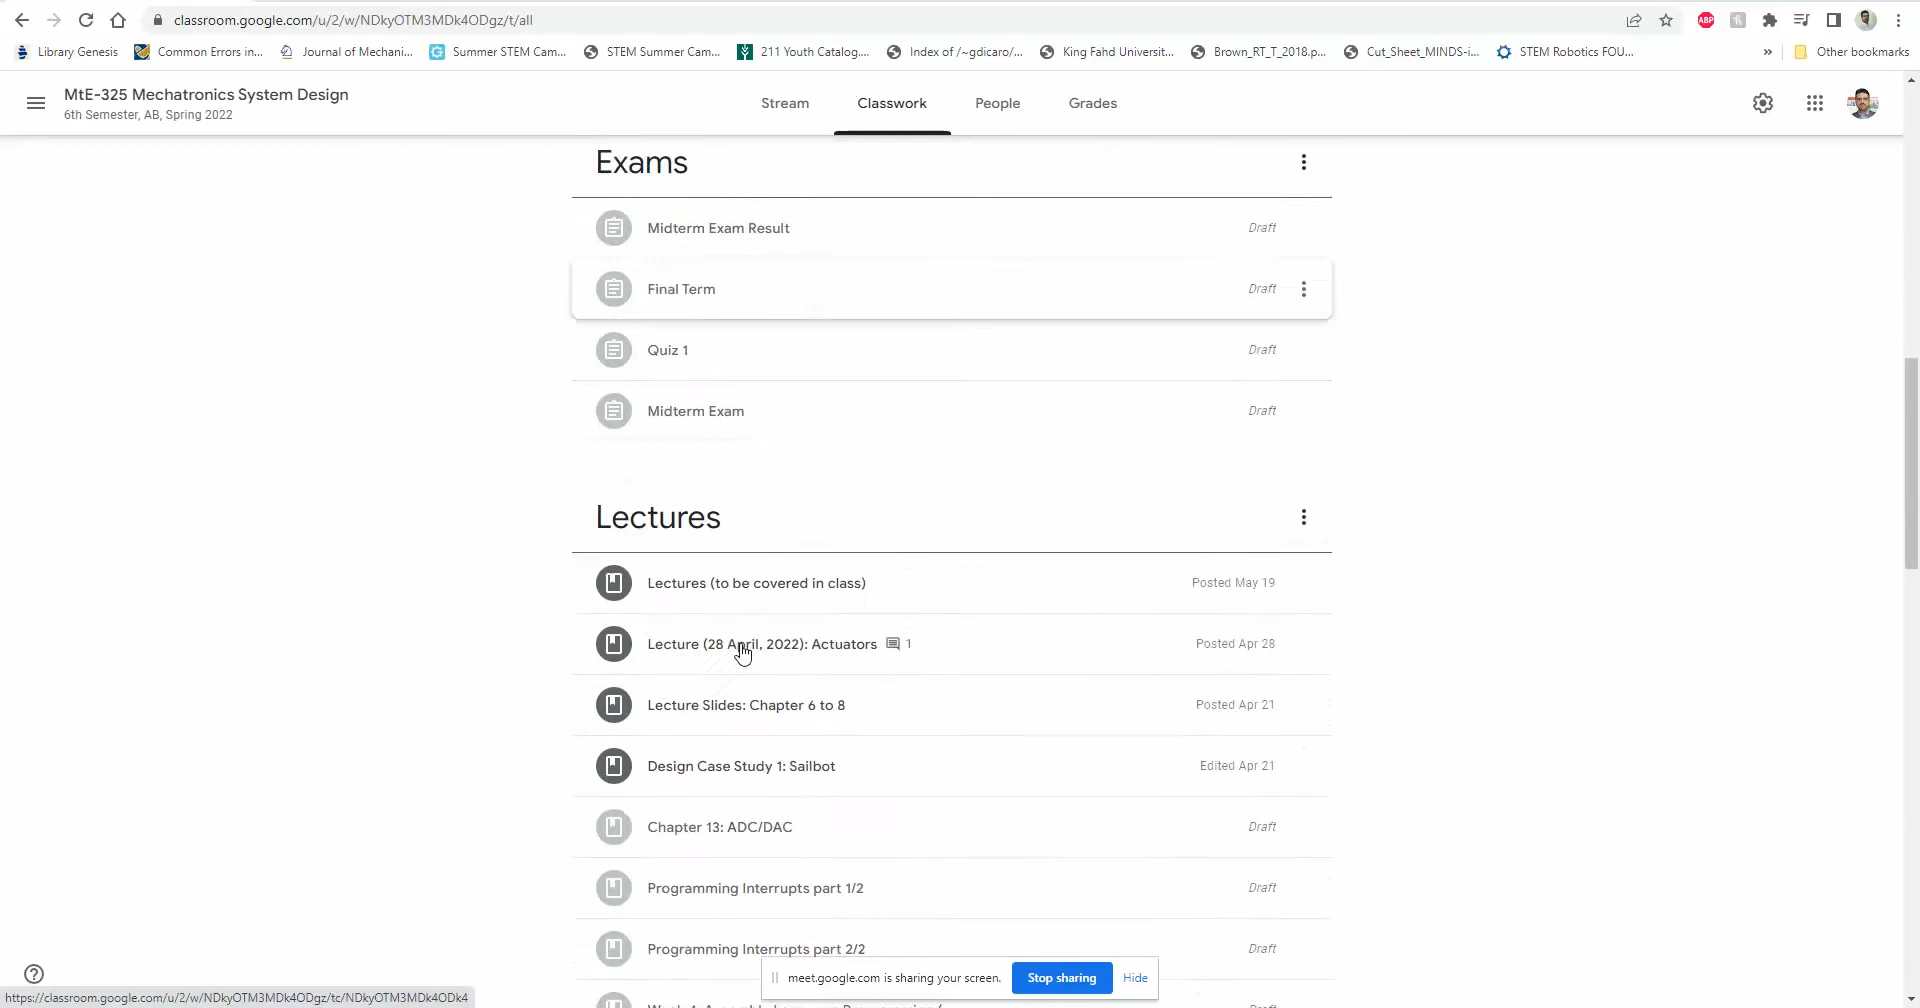 classroom.google.com/u/2/w/NDkyOTM3MDk4ODgz/t/all
ABP
Library Genesis
Common Errors in...
Journal of Mechani...
Summer STEM Cam...
STEM Summer Cam...
211 Youth Catalog....
Index of /~gdicaro/...
King Fahd Universit...
Brown_RT_T_2018.p...
Cut_Sheet_MINDS-i...
STEM Robotics FOU...
»
Other bookmarks
MtE-325 Mechatronics System Design
6th Semester, AB, Spring 2022
Stream
Classwork
People
Grades
Exams
Midterm Exam Result
Draft
Final Term
Draft
Quiz 1
Draft
Midterm Exam
Draft
Lectures
Lectures (to be covered in class)
Posted May 19
Lecture (28 April, 2022): Actuators
1
Posted Apr 28
Lecture Slides: Chapter 6 to 8
Posted Apr 21
Design Case Study 1: Sailbot
Edited Apr 21
Chapter 13: ADC/DAC
Draft
Programming Interrupts part 1/2
Draft
Programming Interrupts part 2/2
Draft
meet.google.com is sharing your screen.
Stop sharing
Hide
https://classroom.google.com/u/2/w/NDkyOTM3MDk4ODgz/tc/NDkyOTM3MDk4ODk4